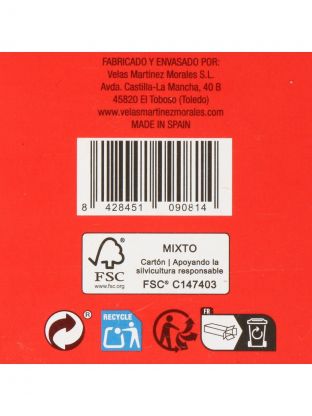 FABRICADO Y ENVASADO POR:
Velas Martínez Morales S.L.
Avda. Castilla-La Mancha, 40 B
45820 El Toboso (Toledo)
www.velasmartinezmorales.com
MADE IN SPAIN
8 428451 090814
FSC
www.fsc.org
MIXTO
Cartón | Apoyando la
silvicultura responsable
FSC® C147403
®
RECYCLE
FR